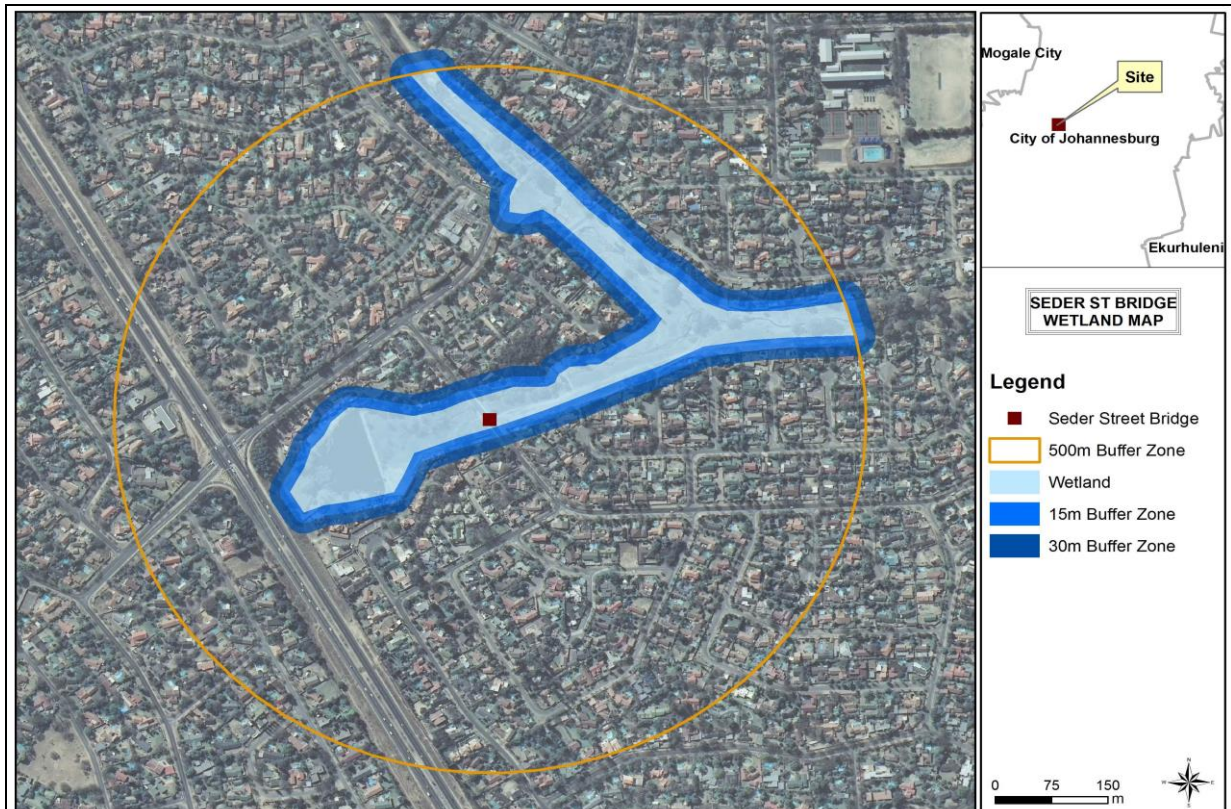 Mogale City
Site
City of Johannesburg
Ekurhuleni
SEDER ST BRIDGE
WETLAND MAP
Legend
Seder Street Bridge
500m Buffer Zone
Wetland
15m Buffer Zone
30m Buffer Zone
N
W E
S
0 75 150
m